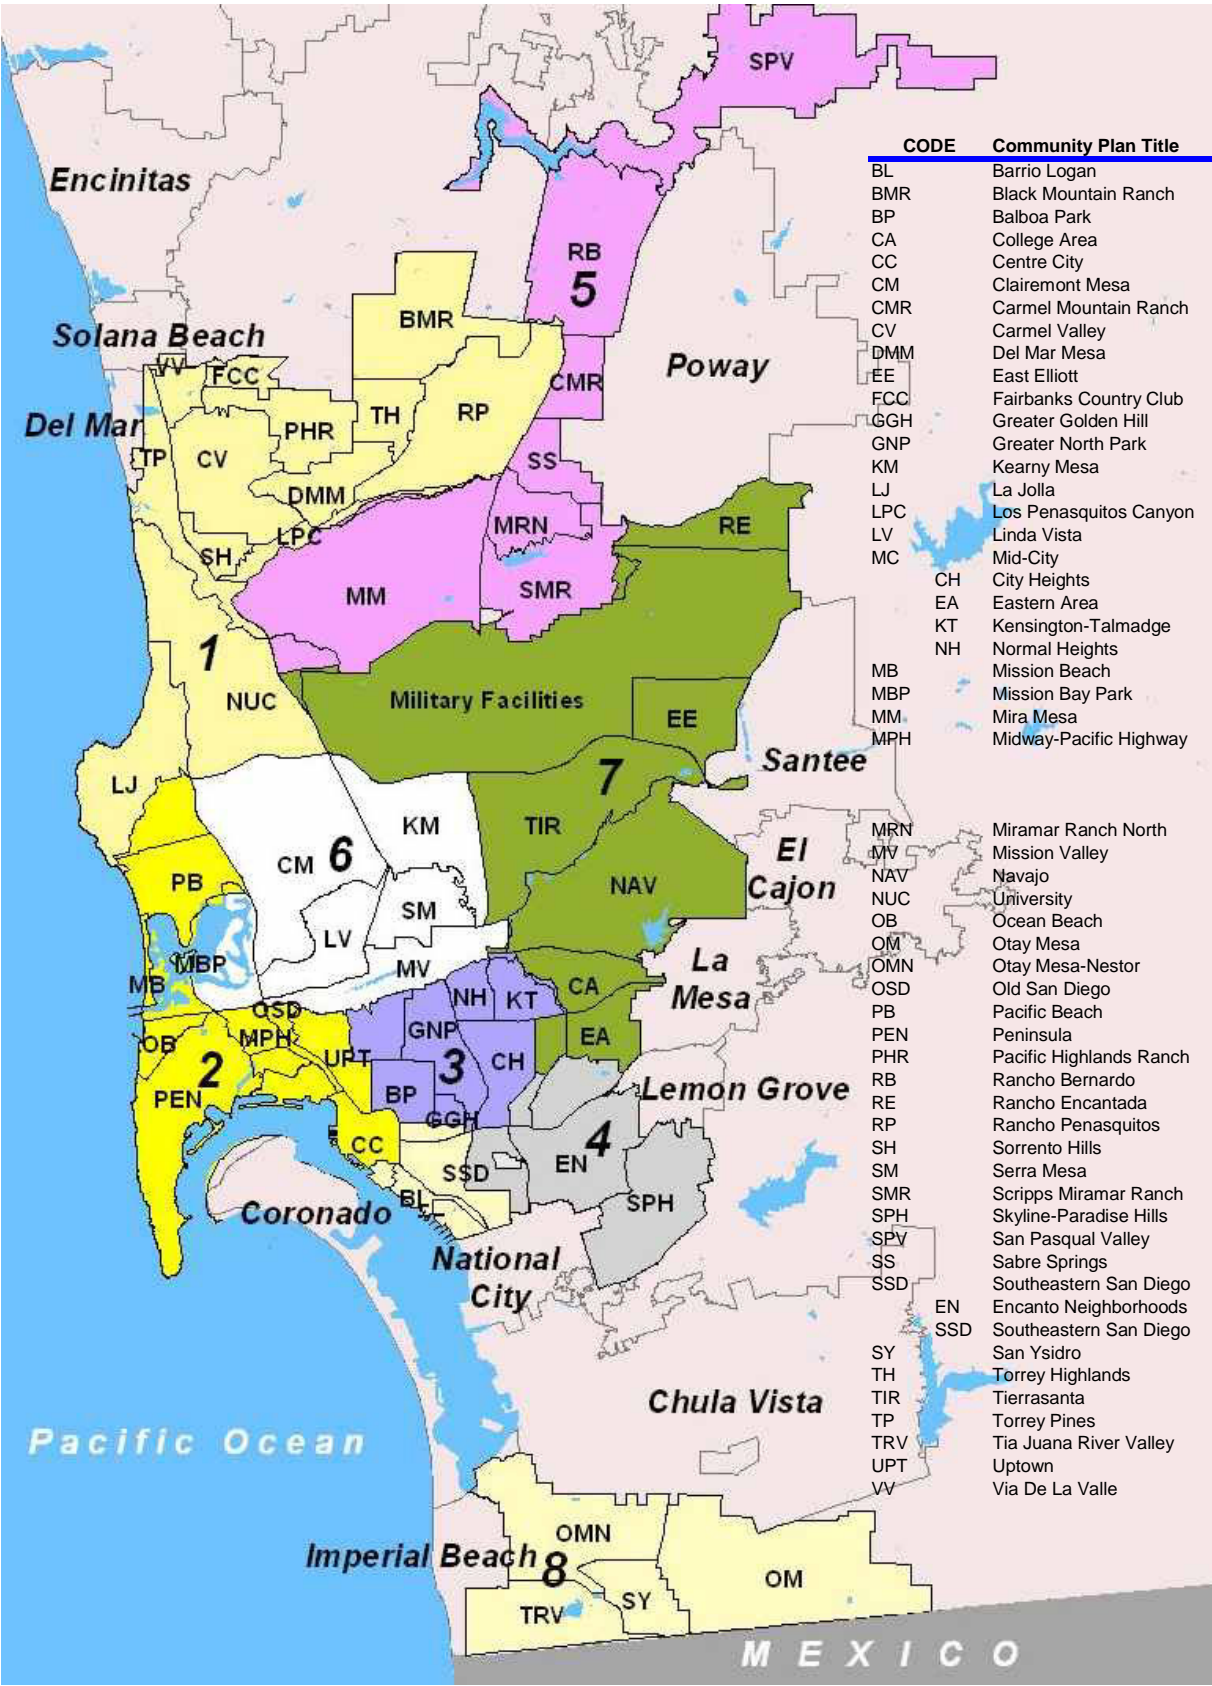 SPV
CODE Community Plan Title
BL Barrio Logan
BMR Black Mountain Ranch
BP Balboa Park
CA College Area
CC Centre City
CM Clairemont Mesa
CMR Carmel Mountain Ranch
CV Carmel Valley
DMM Del Mar Mesa
EE East Elliott
FCC Fairbanks Country Club
GGH Greater Golden Hill
GNP Greater North Park
KM Kearny Mesa
LJ La Jolla
LPC Los Penasquitos Canyon
LV Linda Vista
MC Mid-City
CH City Heights
EA Eastern Area
KT Kensington-Talmadge
NH Normal Heights
MB Mission Beach
MBP Mission Bay Park
MM Mira Mesa
MPH Midway-Pacific Highway
MRN Miramar Ranch North
MV Mission Valley
NAV Navajo
NUC University
OB Ocean Beach
OM Otay Mesa
OMN Otay Mesa-Nestor
OSD Old San Diego
PB Pacific Beach
PEN Peninsula
PHR Pacific Highlands Ranch
RB Rancho Bernardo
RE Rancho Encantada
RP Rancho Penasquitos
SH Sorrento Hills
SM Serra Mesa
SMR Scripps Miramar Ranch
SPH Skyline-Paradise Hills
SPV San Pasqual Valley
SS Sabre Springs
SSD Southeastern San Diego
EN Encanto Neighborhoods
SSD Southeastern San Diego
SY San Ysidro
TH Torrey Highlands
TIR Tierrasanta
TP Torrey Pines
TRV Tia Juana River Valley
UPT Uptown
VV Via De La Valle
Encinitas
RB
5
BMR
Solana Beach
VV
FCC
Poway
CMR
Del Mar
PHR
TH
RP
TP
CV
SS
DMM
LPC
MRN
RE
SH
MM
SMR
1
NUC
Military Facilities
EE
Santee
LJ
7
KM
TIR
CM
6
El
Cajon
PB
NAV
SM
LV
MBP
MV
La
Mesa
MB
NH
KT
CA
OSD
GNP
OB
MPH
UPT
CH
EA
2
3
PEN
BP
Lemon Grove
GGH
CC
4
EN
SSD
BL
SPH
Coronado
National
City
Chula Vista
Pacific Ocean
OMN
Imperial Beach
8
OM
TRV
SY
MEXICO